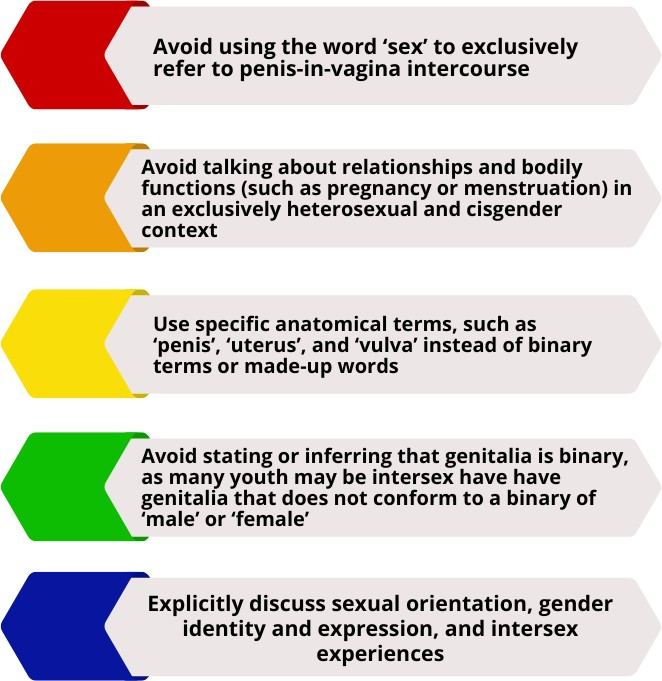 Avoid using the word ‘sex’ to exclusively
refer to penis-in-vagina intercourse
Avoid talking about relationships and bodily
functions (such as pregnancy or menstruation) in
an exclusively heterosexual and cisgender
context
Use specific anatomical terms, such as
‘penis’, ‘uterus’, and ‘vulva’ instead of binary
terms or made-up words
Avoid stating or inferring that genitalia is binary,
as many youth may be intersex have have
genitalia that does not conform to a binary of
‘male’ or ‘female’
Explicitly discuss sexual orientation, gender
identity and expression, and intersex
experiences